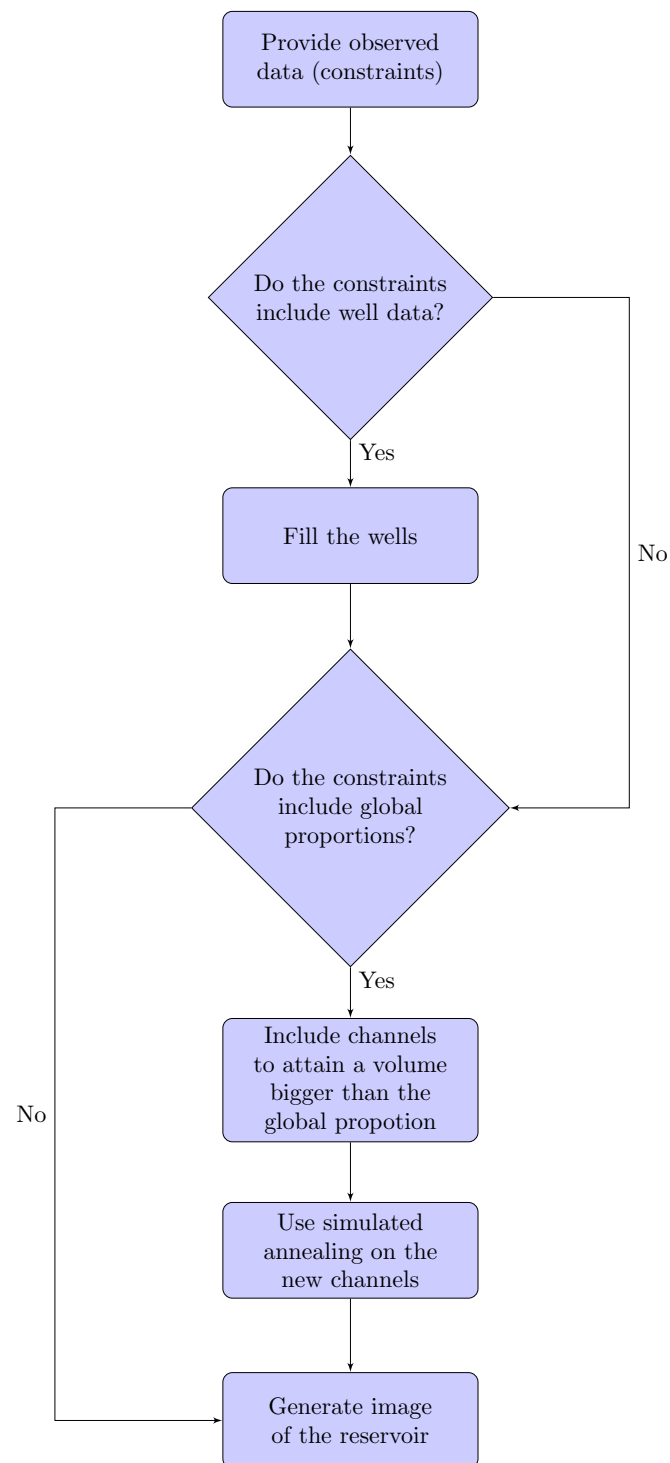 Provide observed
data (constraints)
Do the constraints
include well data?
Yes
Fill the wells
No
Do the constraints
include global
proportions?
Yes
Include channels
to attain a volume
bigger than the
global propotion
No
Use simulated
annealing on the
new channels
Generate image
of the reservoir